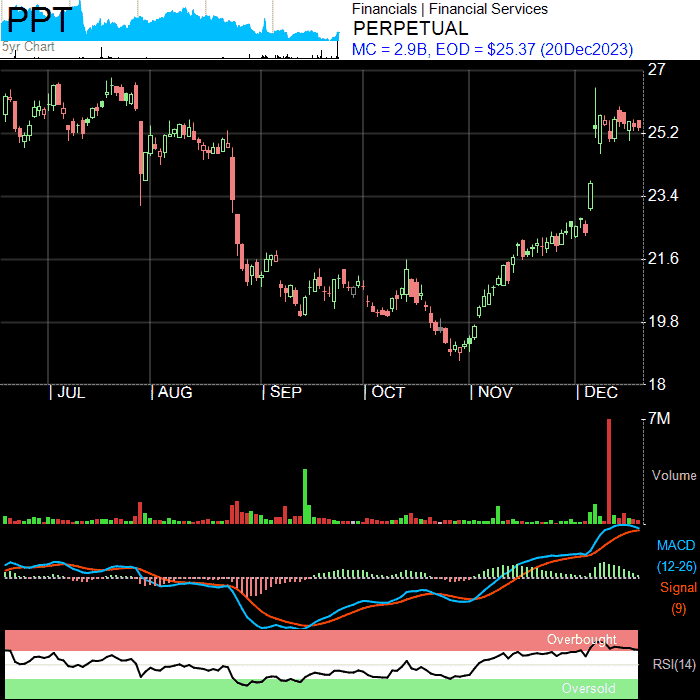 PPT
5yr Chart
Financials | Financial Services
PERPETUAL
MC = 2.9B, EOD = $25.37 (20Dec2023)
27
25.2
23.4
21.6
19.8
18
| JUL | AUG | SEP | OCT | NOV | DEC
7M
Volume
MACD
(12-26)
Signal
(9)
Overbought
RSI(14)
Oversold